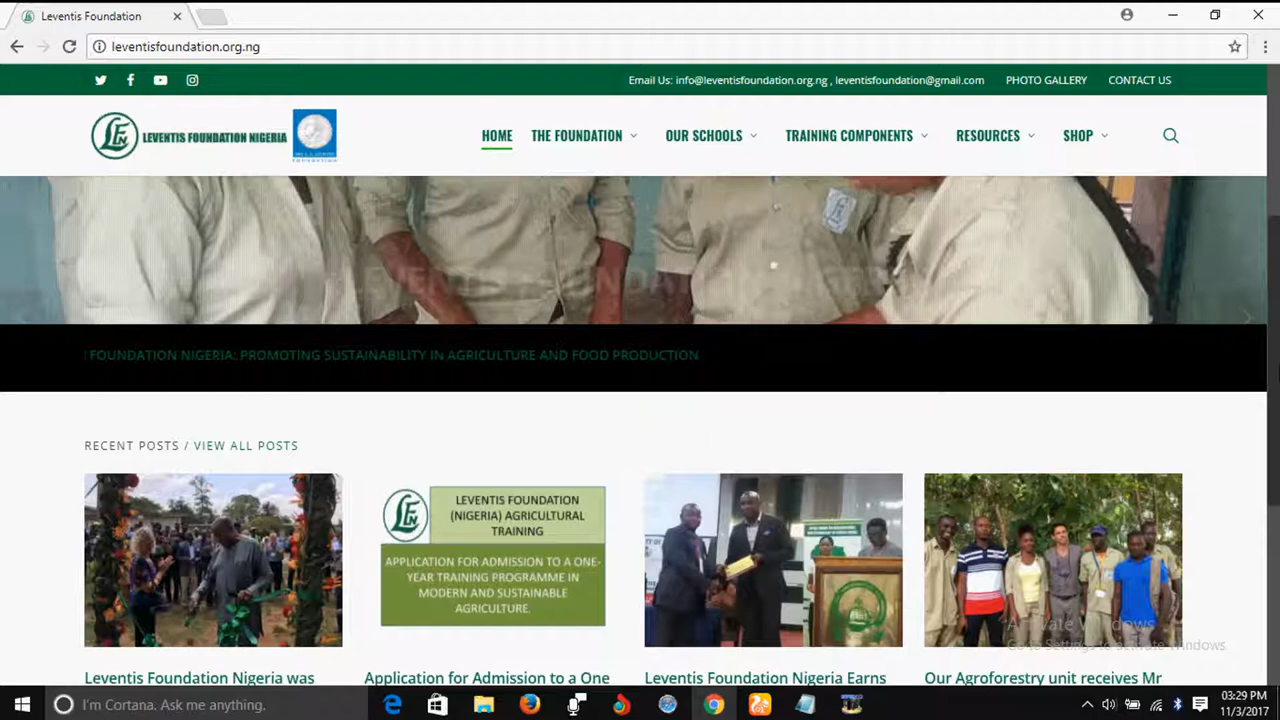 Leventis Foundation
leventisfoundation.org.ng
Email Us: info@leventisfoundation.org.ng , leventisfoundation@gmail.com PHOTO GALLERY CONTACT US
LEVENTIS FOUNDATION NIGERIA
HOME THE FOUNDATION OUR SCHOOLS TRAINING COMPONENTS RESOURCES SHOP
FOUNDATION NIGERIA: PROMOTING SUSTAINABILITY IN AGRICULTURE AND FOOD PRODUCTION
RECENT POSTS / VIEW ALL POSTS
LEVENTIS FOUNDATION
(NIGERIA) AGRICULTURAL
TRAINING
APPLICATION FOR ADMISSION TO A ONE-
YEAR TRAINING PROGRAMME IN
MODERN AND SUSTAINABLE
AGRICULTURE.
Activate Windows
Go to Settings to activate Windows.
Leventis Foundation Nigeria was
Application for Admission to a One
Leventis Foundation Nigeria Earns
Our Agroforestry unit receives Mr
I'm Cortana. Ask me anything.
03:29 PM
11/3/2017